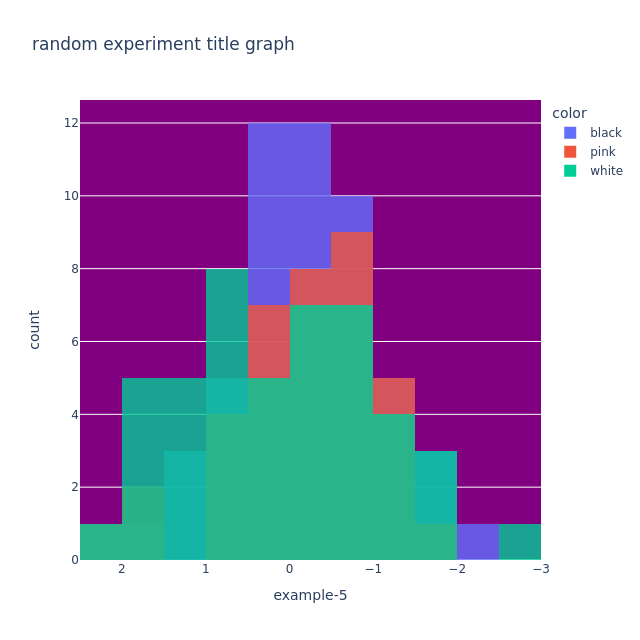 random experiment title graph
color
black
pink
white
count
12
10
8
6
4
2
0
2
1
0
−1
−2
−3
example-5